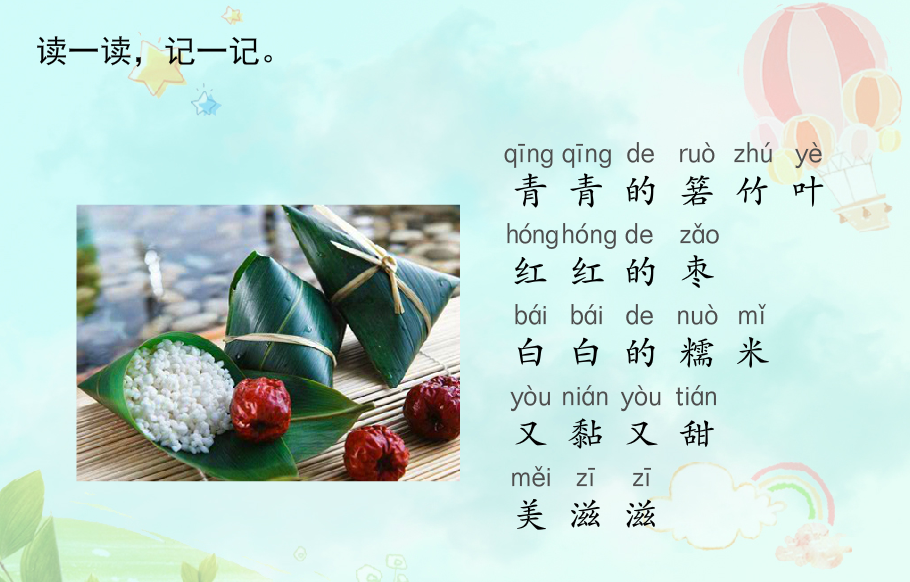 读一读，记一记。
qīng qīng de ruò zhú yè
青青的箬竹叶
hóng hóng de zǎo
红红的枣
bái bái de nuò mǐ
白白的糯米
yòu nián yòu tián
又黏又甜
měi zī zī
美滋滋